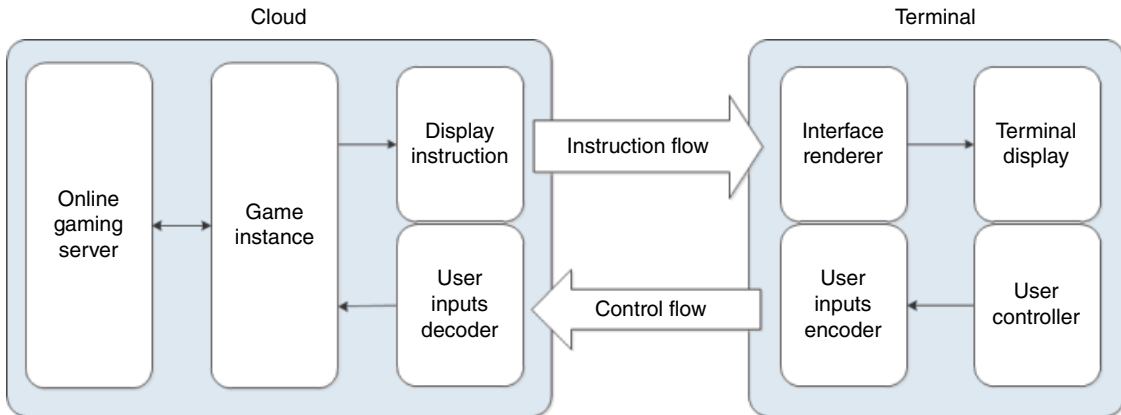 Cloud
Terminal
Online
gaming
server
Game
instance
Display
instruction
Instruction flow
Interface
renderer
Terminal
display
User
inputs
decoder
Control flow
User
inputs
encoder
User
controller